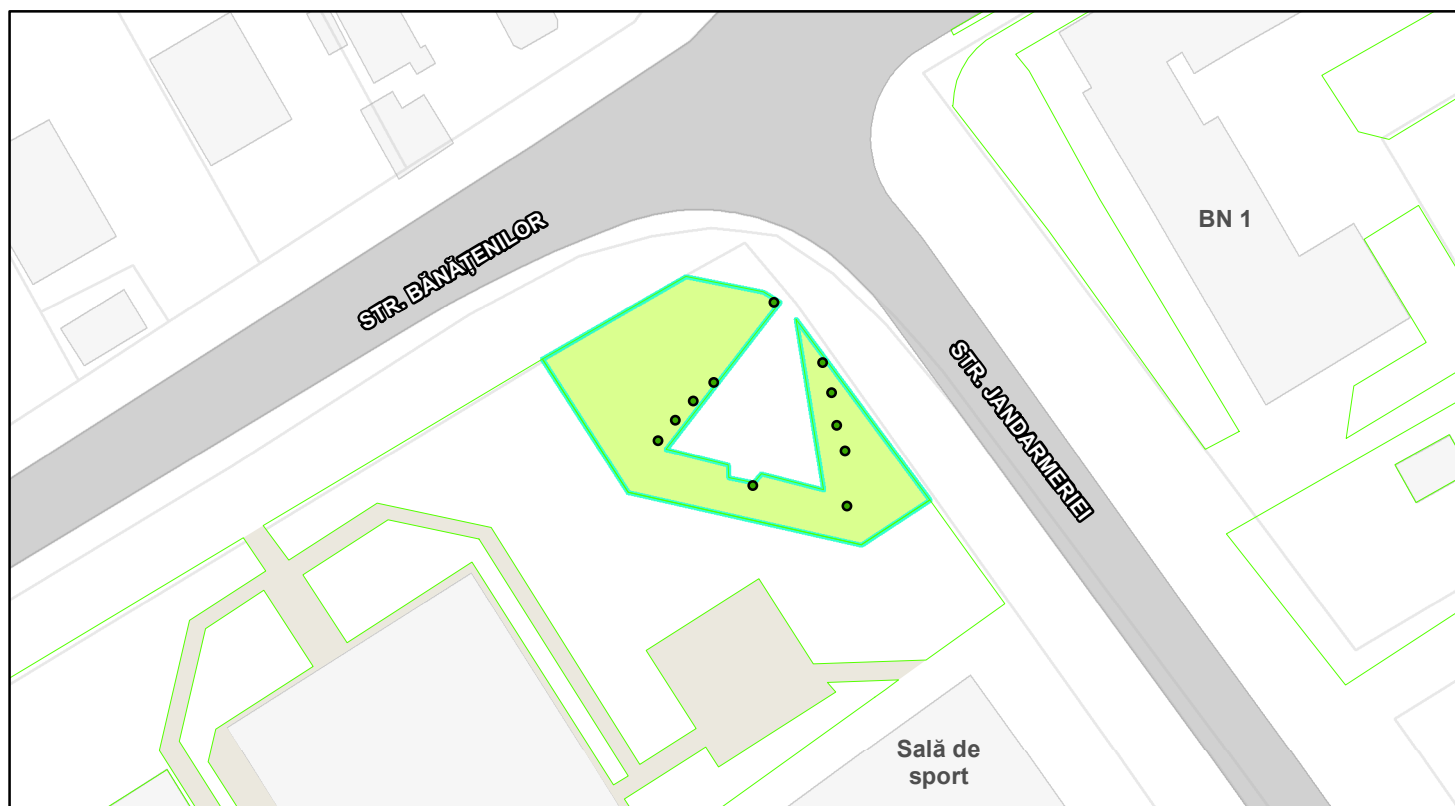 STR. BĂNĂȚENILOR
BN 1
STR. JANDARMERIEI
Sală de
sport